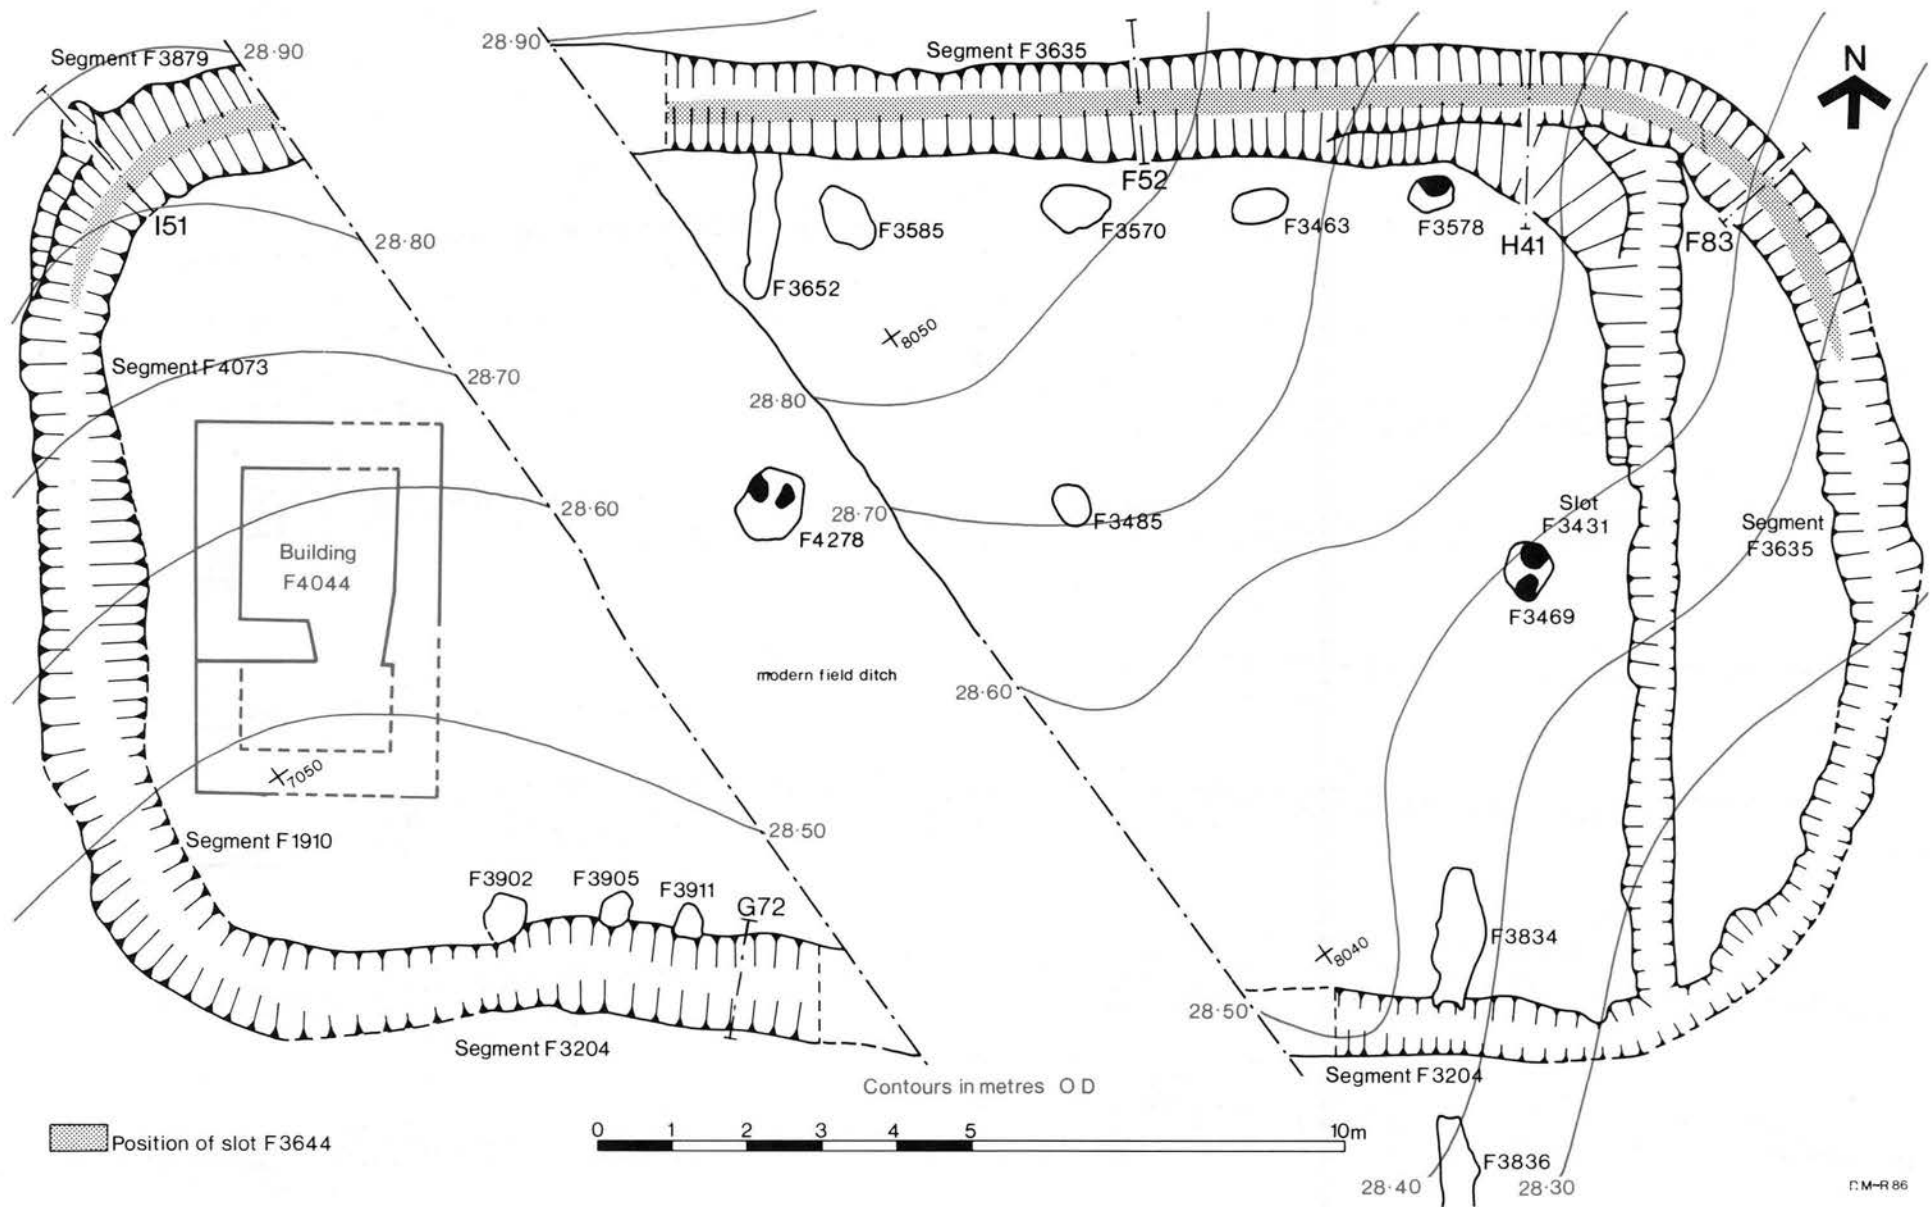 28·90
Segment F3635
Segment F3879
28·90
N
I51
28·80
F52
F3585
F3570
F3463
F3578
H41
F83
F3652
8050
Segment F4073
28·70
28·80
28·60
28·70
F4278
F3485
Slot
F3431
Segment
F3635
Building
F4044
F3469
modern field ditch
28·60
7050
Segment F1910
28·50
F3902
F3905
F3911
G72
F3834
8040
28·50
Segment F3204
Segment F3204
Contours in metres O D
Position of slot F3644
0 1 2 3 4 5 10m
F3836
28·40
28·30